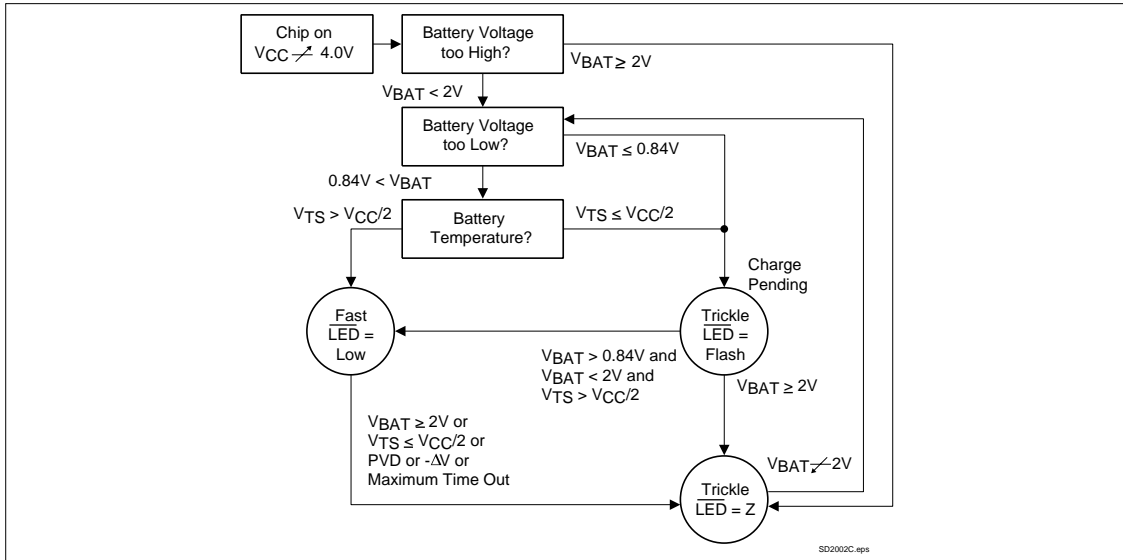 Chip on
VCC 4.0V
Battery Voltage
too High?
VBAT ≥ 2V
VBAT < 2V
Battery Voltage
too Low?
VBAT ≤ 0.84V
0.84V < VBAT
VTS > VCC/2
Battery
Temperature?
VTS ≤ VCC/2
Charge
Pending
Fast
LED =
Low
Trickle
LED =
Flash
VBAT > 0.84V and
VBAT < 2V and
VTS > VCC/2
VBAT ≥ 2V
VBAT ≥ 2V or
VTS ≤ VCC/2 or
PVD or -ΔV or
Maximum Time Out
VBAT 2V
Trickle
LED = Z
SD2002C.eps